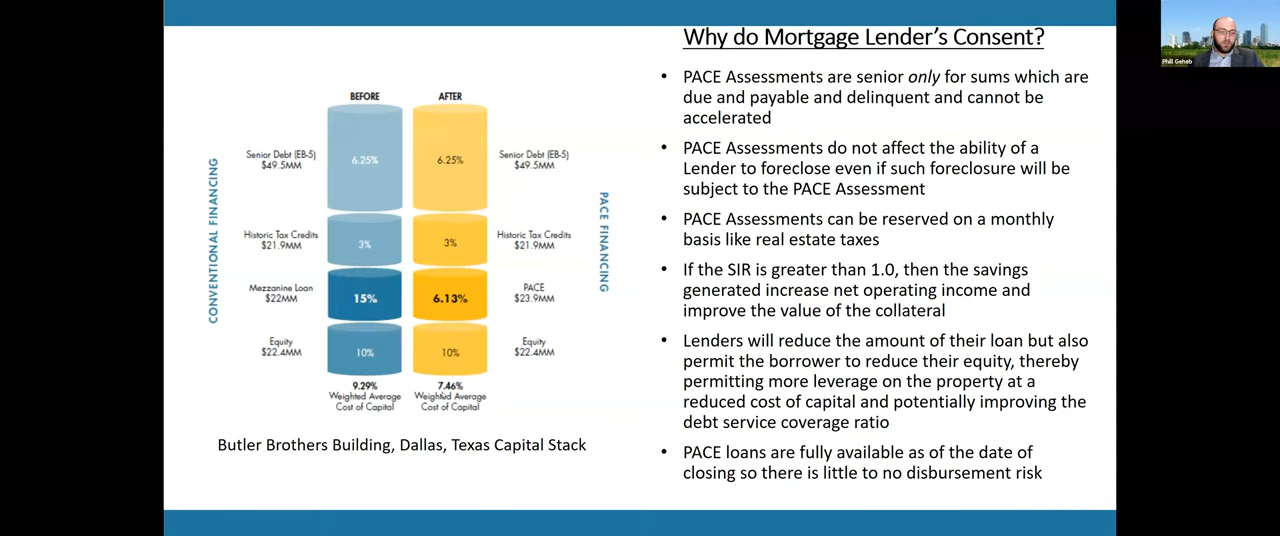 Why do Mortgage Lender's Consent?
BEFORE
AFTER
CONVENTIONAL FINANCING
Senior Debt (EB-5)
$49.5MM
6.25%
6.25%
Senior Debt (EB-5)
$49.5MM
Historic Tax Credits
$21.9MM
3%
3%
Historic Tax Credits
$21.9MM
Mezzanine Loan
$22MM
15%
6.13%
PACE
$23.9MM
Equity
$22.4MM
10%
10%
Equity
$22.4MM
PACE FINANCING
9.29%
Weighted Average
Cost of Capital
7.46%
Weighted Average
Cost of Capital
Butler Brothers Building, Dallas, Texas Capital Stack
• PACE Assessments are senior only for sums which are
due and payable and delinquent and cannot be
accelerated
• PACE Assessments do not affect the ability of a
Lender to foreclose even if such foreclosure will be
subject to the PACE Assessment
• PACE Assessments can be reserved on a monthly
basis like real estate taxes
• If the SIR is greater than 1.0, then the savings
generated increase net operating income and
improve the value of the collateral
• Lenders will reduce the amount of their loan but also
permit the borrower to reduce their equity, thereby
permitting more leverage on the property at a
reduced cost of capital and potentially improving the
debt service coverage ratio
• PACE loans are fully available as of the date of
closing so there is little to no disbursement risk
Phill Geheb